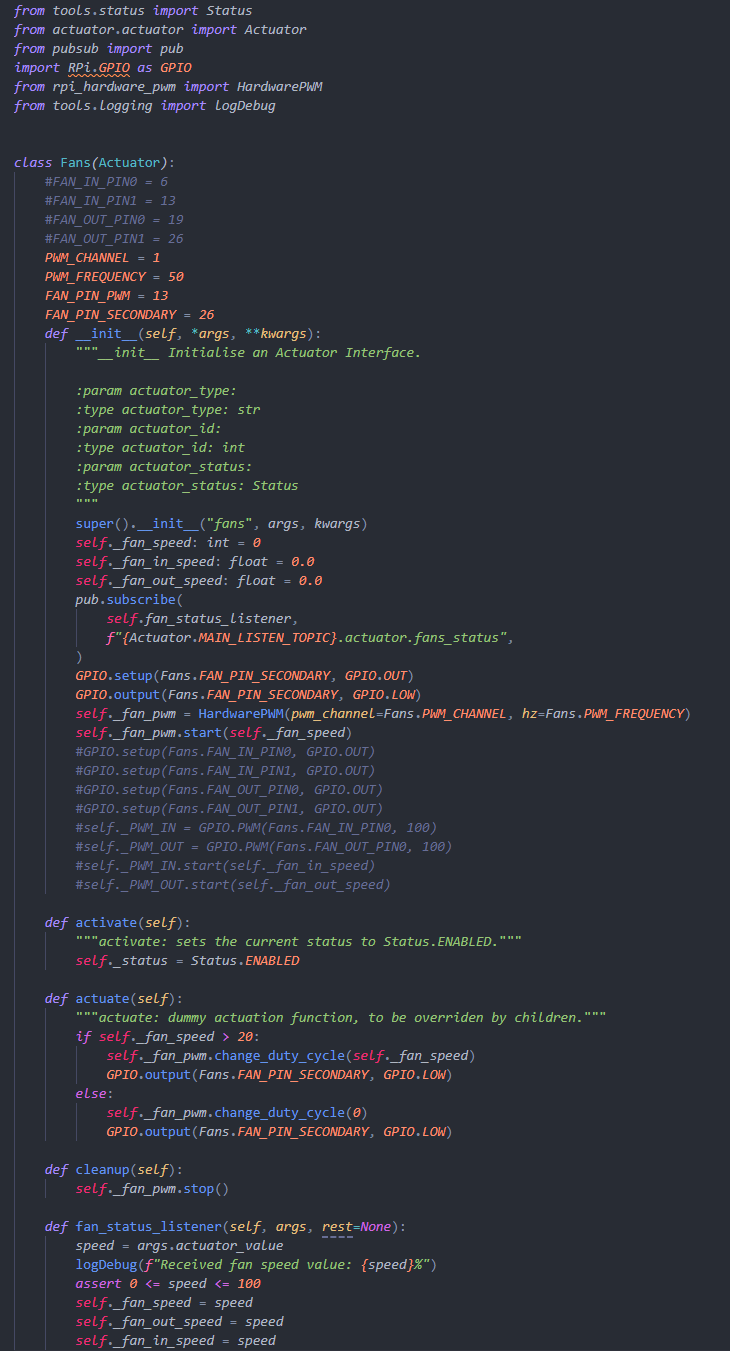 from tools.status import Status
from actuator.actuator import Actuator
from pubsub import pub
import RPi.GPIO as GPIO
from rpi_hardware_pwm import HardwarePWM
from tools.logging import logDebug


class Fans(Actuator):
    #FAN_IN_PIN0 = 6
    #FAN_IN_PIN1 = 13
    #FAN_OUT_PIN0 = 19
    #FAN_OUT_PIN1 = 26
    PWM_CHANNEL = 1
    PWM_FREQUENCY = 50
    FAN_PIN_PWM = 13
    FAN_PIN_SECONDARY = 26
    def __init__(self, *args, **kwargs):
        """__init__ Initialise an Actuator Interface.

        :param actuator_type:
        :type actuator_type: str
        :param actuator_id:
        :type actuator_id: int
        :param actuator_status:
        :type actuator_status: Status
        """
        super().__init__("fans", args, kwargs)
        self._fan_speed: int = 0
        self._fan_in_speed: float = 0.0
        self._fan_out_speed: float = 0.0
        pub.subscribe(
            self.fan_status_listener,
            f"{Actuator.MAIN_LISTEN_TOPIC}.actuator.fans_status",
        )
        GPIO.setup(Fans.FAN_PIN_SECONDARY, GPIO.OUT)
        GPIO.output(Fans.FAN_PIN_SECONDARY, GPIO.LOW)
        self._fan_pwm = HardwarePWM(pwm_channel=Fans.PWM_CHANNEL, hz=Fans.PWM_FREQUENCY)
        self._fan_pwm.start(self._fan_speed)
        #GPIO.setup(Fans.FAN_IN_PIN0, GPIO.OUT)
        #GPIO.setup(Fans.FAN_IN_PIN1, GPIO.OUT)
        #GPIO.setup(Fans.FAN_OUT_PIN0, GPIO.OUT)
        #GPIO.setup(Fans.FAN_OUT_PIN1, GPIO.OUT)
        #self._PWM_IN = GPIO.PWM(Fans.FAN_IN_PIN0, 100)
        #self._PWM_OUT = GPIO.PWM(Fans.FAN_OUT_PIN0, 100)
        #self._PWM_IN.start(self._fan_in_speed)
        #self._PWM_OUT.start(self._fan_out_speed)

    def activate(self):
        """activate: sets the current status to Status.ENABLED."""
        self._status = Status.ENABLED

    def actuate(self):
        """actuate: dummy actuation function, to be overriden by children."""
        if self._fan_speed > 20:
            self._fan_pwm.change_duty_cycle(self._fan_speed)
            GPIO.output(Fans.FAN_PIN_SECONDARY, GPIO.LOW)
        else:
            self._fan_pwm.change_duty_cycle(0)
            GPIO.output(Fans.FAN_PIN_SECONDARY, GPIO.LOW)

    def cleanup(self):
        self._fan_pwm.stop()

    def fan_status_listener(self, args, rest=None):
        speed = args.actuator_value
        logDebug(f"Received fan speed value: {speed}%")
        assert 0 <= speed <= 100
        self._fan_speed = speed
        self._fan_out_speed = speed
        self._fan_in_speed = speed